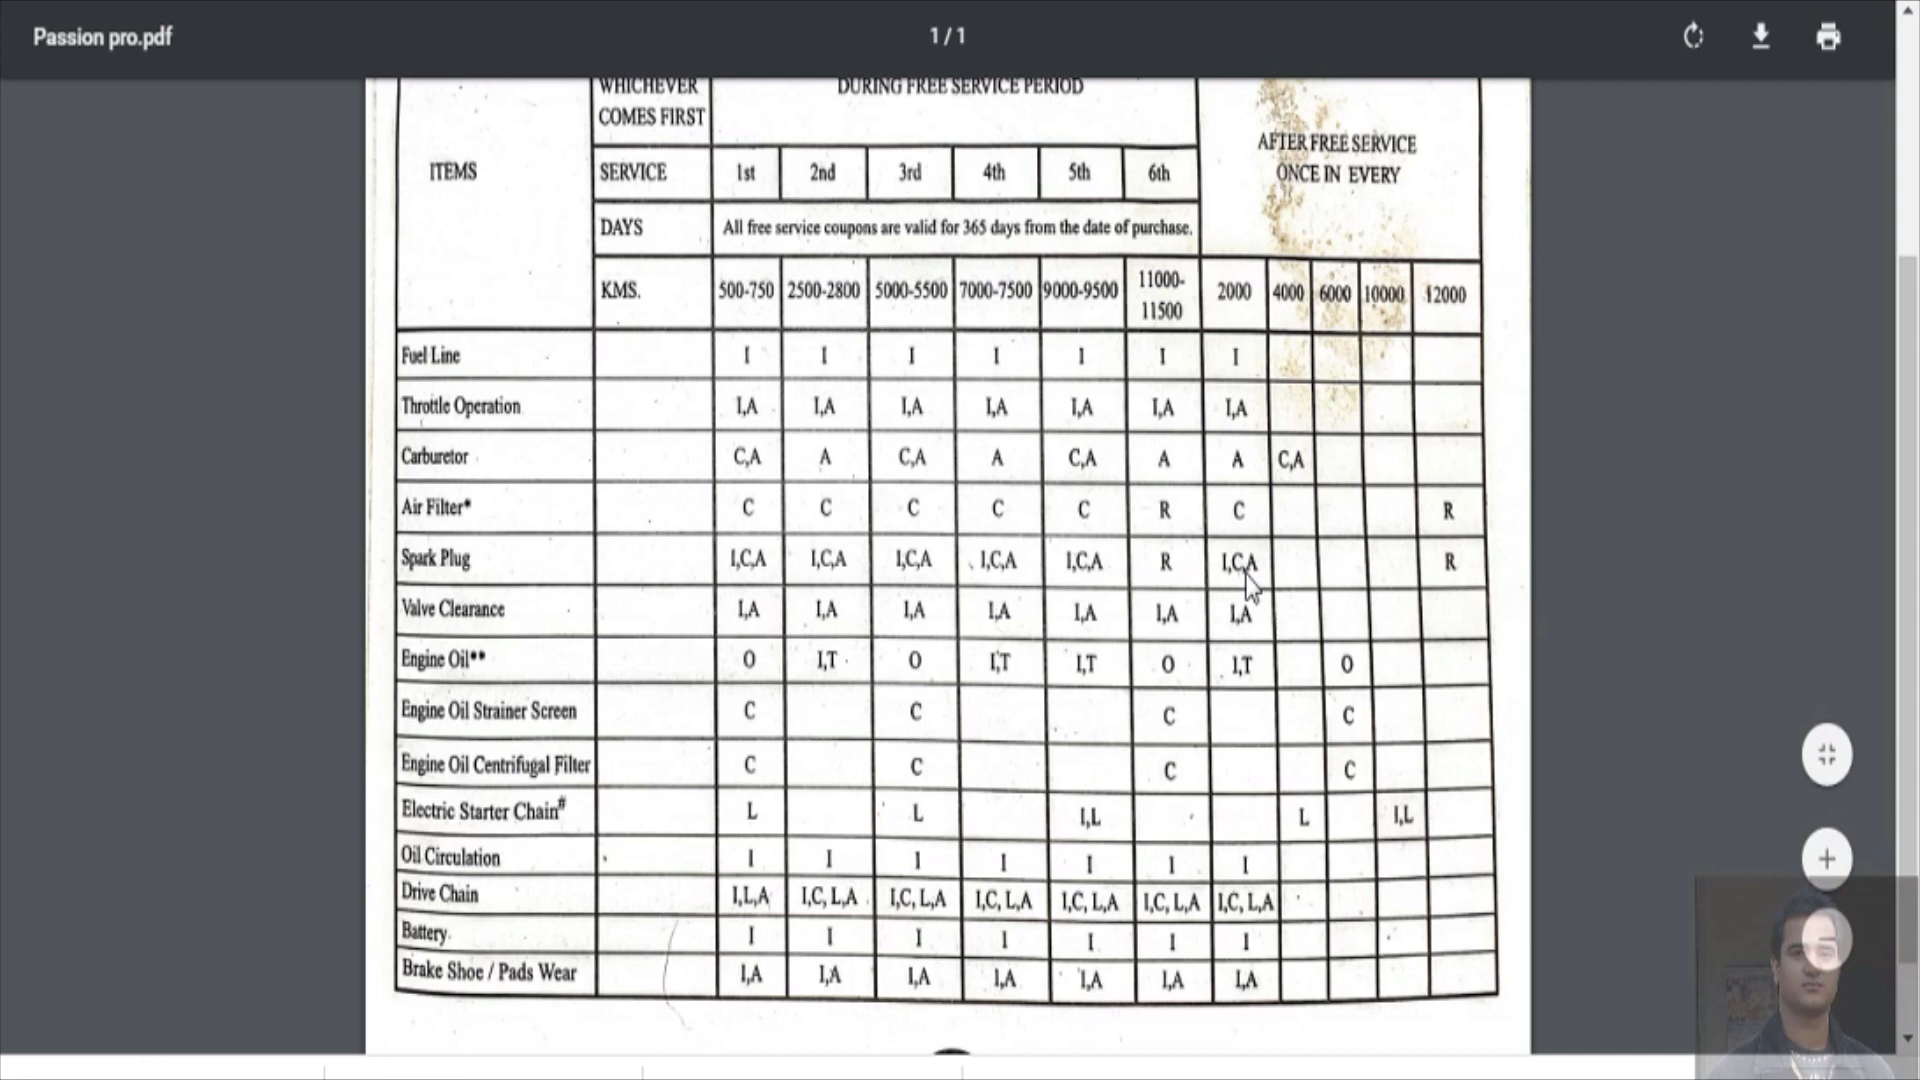 Passion pro.pdf
1 / 1
WHICHEVER
COMES FIRST
DURING FREE SERVICE PERIOD
AFTER FREE SERVICE
ONCE IN EVERY
ITEMS SERVICE 1st 2nd 3rd 4th 5th 6th
DAYS All free service coupons are valid for 365 days from the date of purchase.
KMS. 500-750 2500-2800 5000-5500 7000-7500 9000-9500 11000-11500 2000 4000 6000 10000 12000
Fuel Line I I I I I I I
Throttle Operation I,A I,A I,A I,A I,A I,A I,A
Carburetor C,A A C,A A C,A A A C,A
Air Filter* C C C C C R C R
Spark Plug I,C,A I,C,A I,C,A I,C,A I,C,A R I,C,A R
Valve Clearance I,A I,A I,A I,A I,A I,A I,A
Engine Oil** O I,T O I,T I,T O I,T O
Engine Oil Strainer Screen C C C C
Engine Oil Centrifugal Filter C C C C
Electric Starter Chain# L L I,L L I,L
Oil Circulation I I I I I I I
Drive Chain I,L,A I,C, L,A I,C, L,A I,C, L,A I,C, L,A I,C, L,A I,C, L,A
Battery I I I I I I I
Brake Shoe / Pads Wear I,A I,A I,A I,A I,A I,A I,A